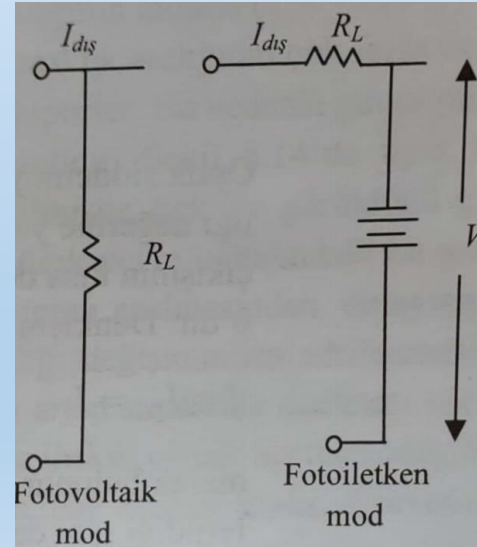 I_dış
R_L
Fotovoltaik
mod
I_dış
R_L
V
Fotoiletken
mod